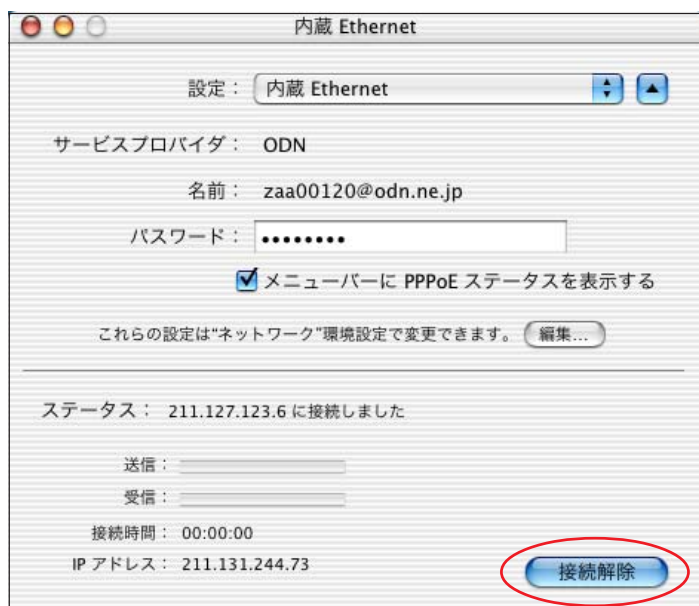 内蔵 Ethernet
設定： 内蔵 Ethernet
サービスプロバイダ： ODN
名前： zaa00120@odn.ne.jp
パスワード： ••••••••
メニューバーに PPPoE ステータスを表示する
これらの設定は“ネットワーク”環境設定で変更できます。 編集...
ステータス： 211.127.123.6 に接続しました
送信：
受信：
接続時間： 00:00:00
IP アドレス： 211.131.244.73
接続解除